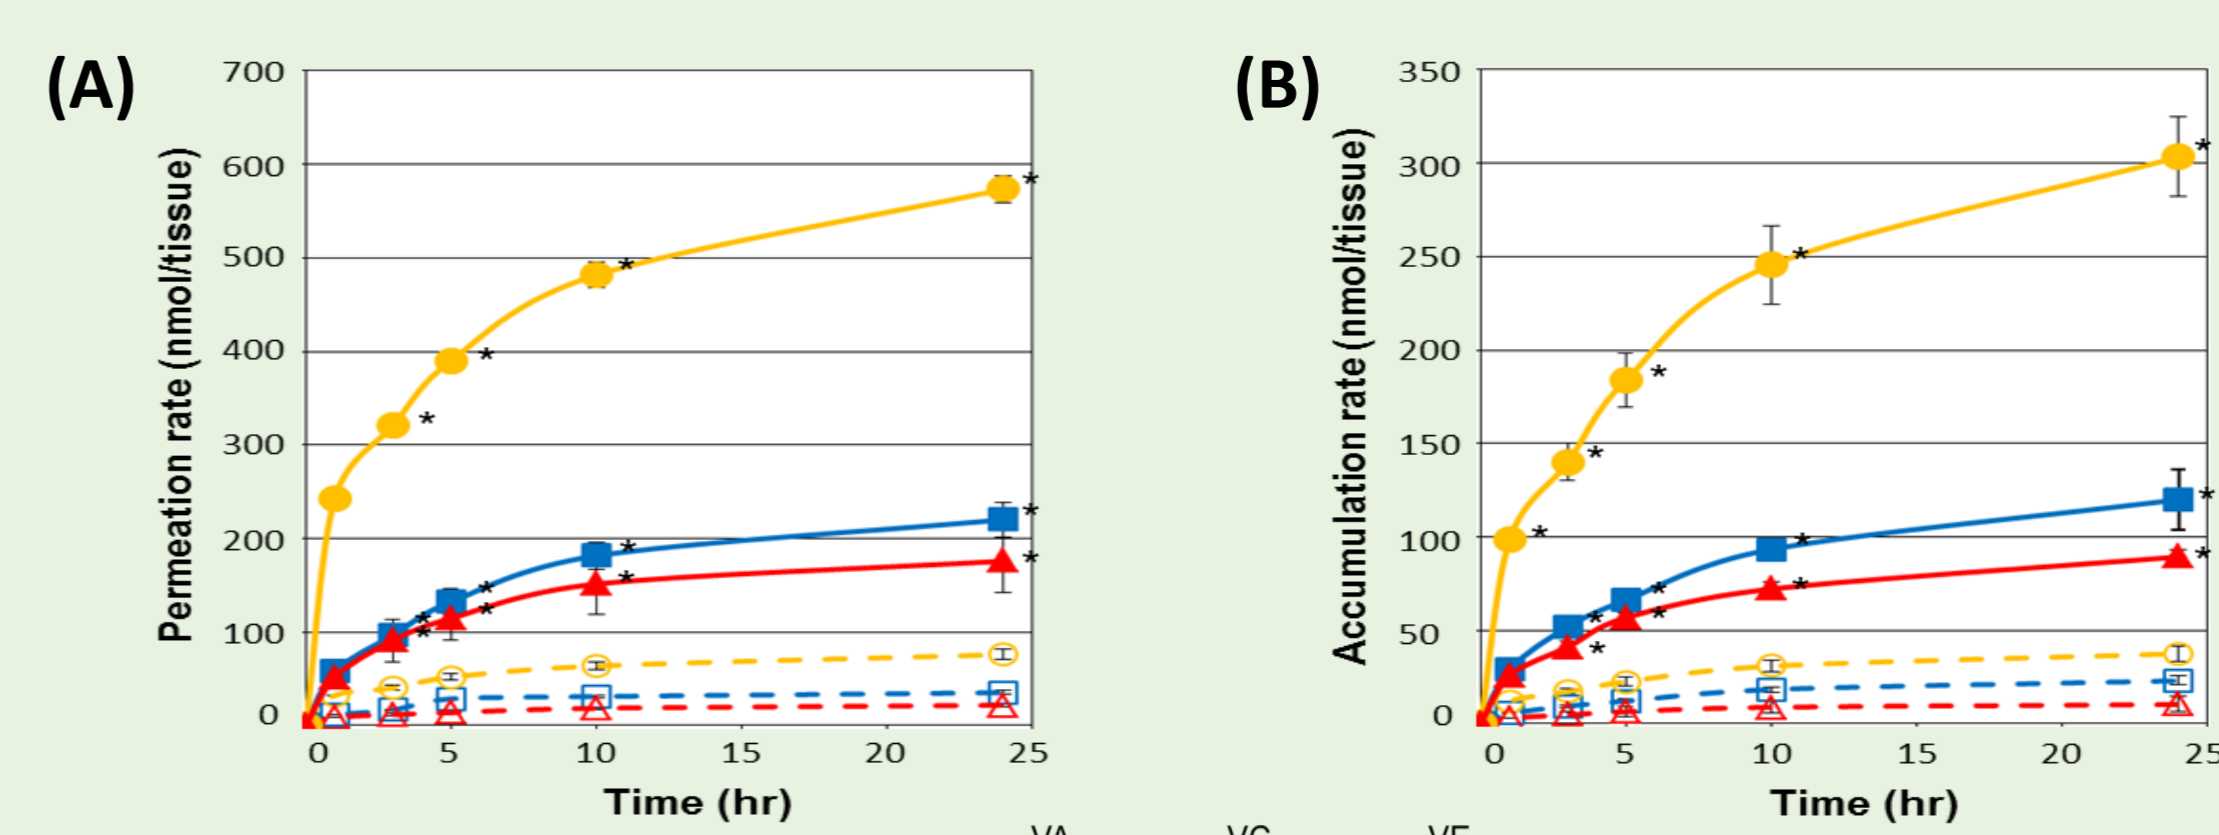 (A)
Permeation rate (nmol/tissue)
700
600
500
400
300
200
100
0
* * * * * * * * * * *
0 5 10 15 20 25
Time (hr)
(B)
Accumulation rate (nmol/tissue)
350
300
250
200
150
100
50
0
* * * * * * * * * * * * *
0 5 10 15 20 25
Time (hr)